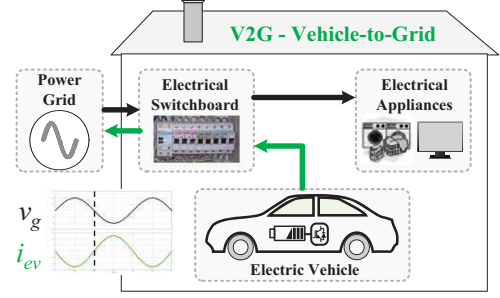 V2G - Vehicle-to-Grid
Power
Grid
Electrical
Switchboard
Electrical
Appliances
v_g
i_ev
Electric Vehicle